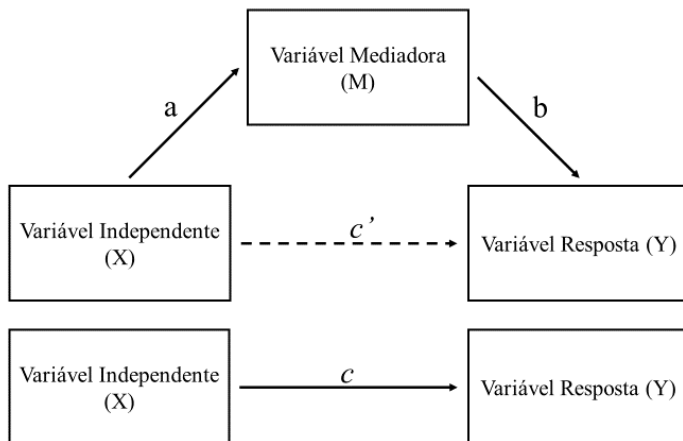 Variável Mediadora
(M)
a
b
Variável Independente
(X)
c’
Variável Resposta (Y)
Variável Independente
(X)
c
Variável Resposta (Y)